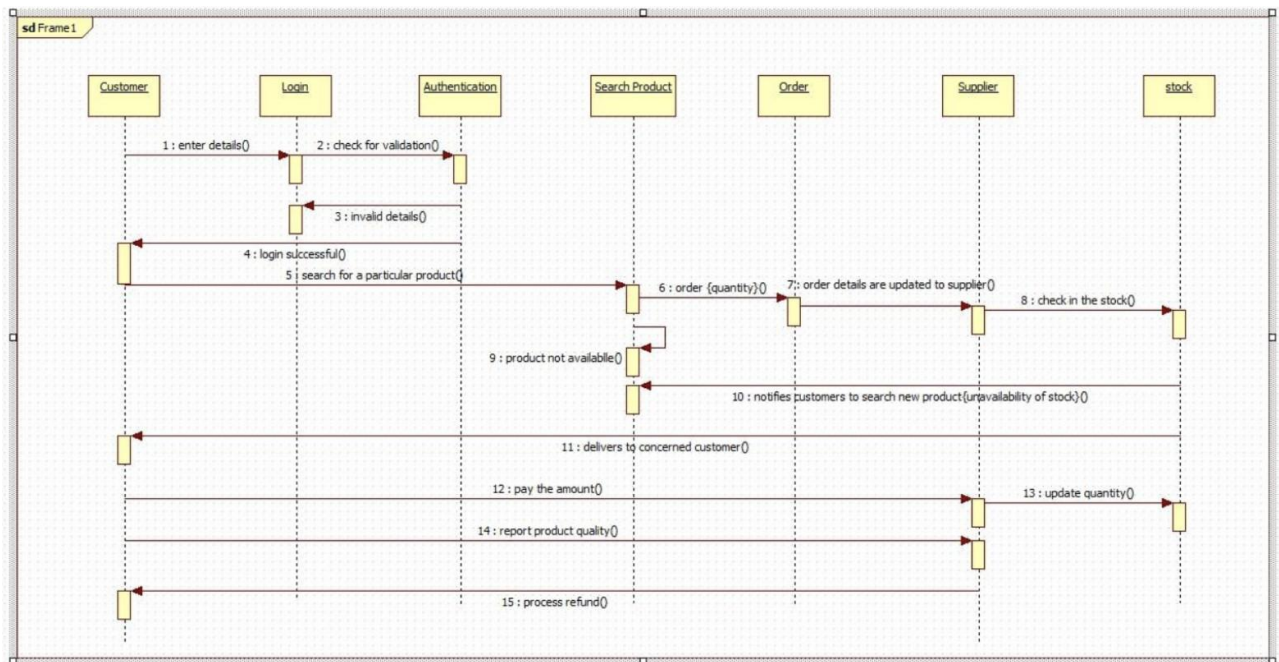 sd Frame1
Customer
Login
Authentication
Search Product
Order
Supplier
stock
1 : enter details()
2 : check for validation()
3 : invalid details()
4 : login successful()
5 : search for a particular product()
6 : order {quantity}()
7 : order details are updated to supplier()
8 : check in the stock()
9 : product not availablle()
10 : notifies customers to search new product{unavailability of stock}()
11 : delivers to concerned customer()
12 : pay the amount()
13 : update quantity()
14 : report product quality()
15 : process refund()